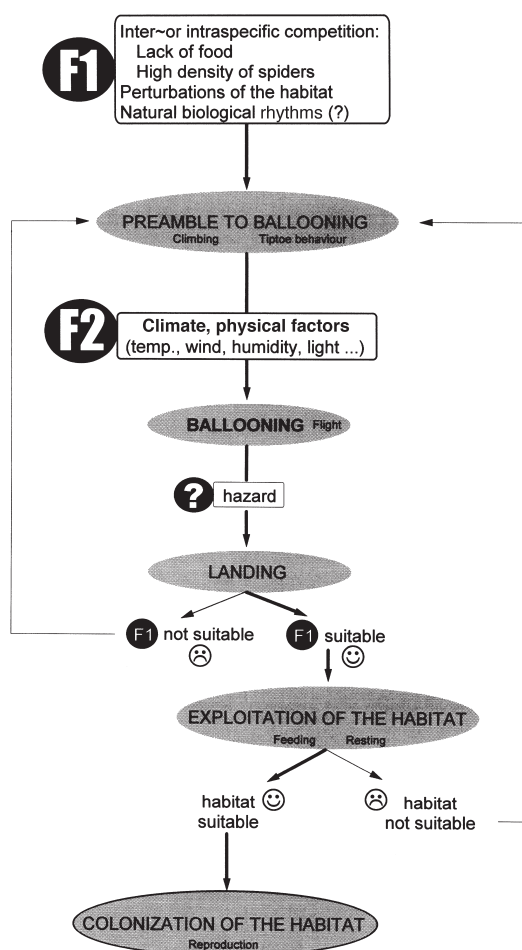 F1
Inter~or intraspecific competition:
Lack of food
High density of spiders
Perturbations of the habitat
Natural biological rhythms (?)
PREAMBLE TO BALLOONING
Climbing Tiptoe behaviour
F2
Climate, physical factors
(temp., wind, humidity, light ...)
BALLOONING Flight
? hazard
LANDING
F1 not suitable
F1 suitable
EXPLOITATION OF THE HABITAT
Feeding Resting
habitat
suitable
habitat
not suitable
COLONIZATION OF THE HABITAT
Reproduction